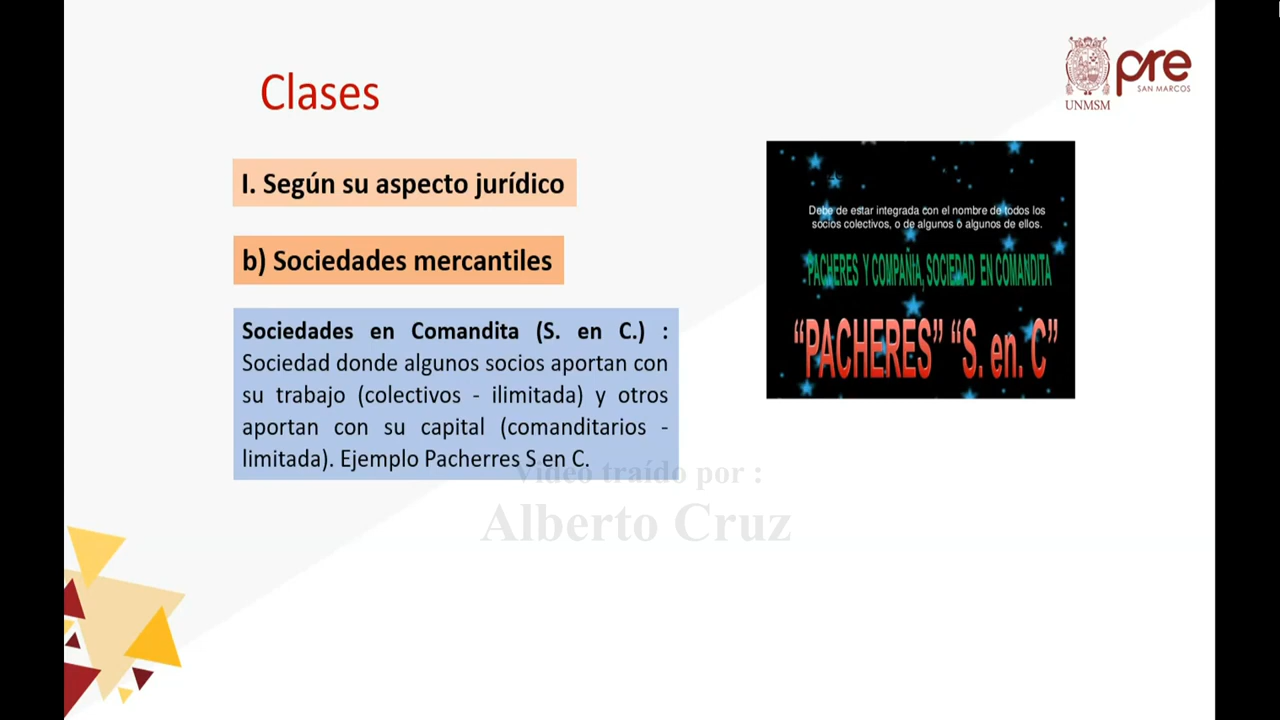 Clases
UNMSM
pre
SAN MARCOS
I. Según su aspecto jurídico
b) Sociedades mercantiles
Sociedades en Comandita (S. en C.) :
Sociedad donde algunos socios aportan con
su trabajo (colectivos - ilimitada) y otros
aportan con su capital (comanditarios -
limitada). Ejemplo Pacherres S en C.
Debe de estar integrada con el nombre de todos los
socios colectivos, o de algunos o algunos de ellos.
PACHERES Y COMPAÑIA, SOCIEDAD EN COMANDITA
“PACHERES” “S. en. C”
Video traído por :
Alberto Cruz